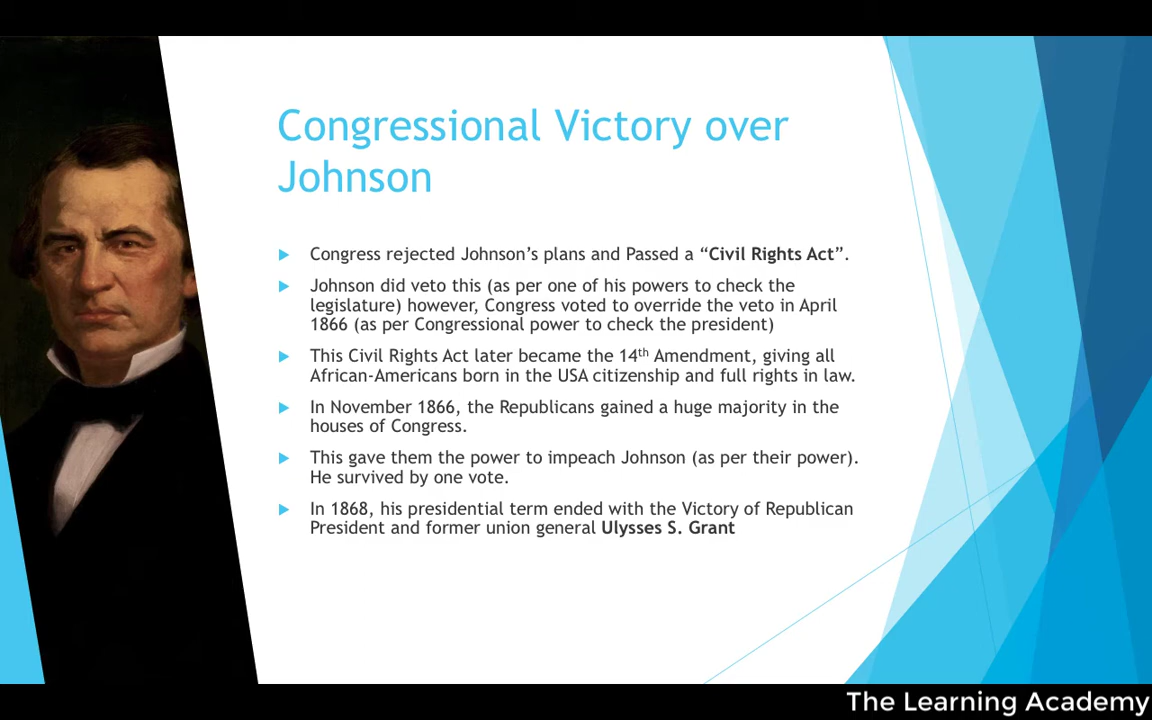 Congressional Victory over
Johnson
Congress rejected Johnson's plans and Passed a “Civil Rights Act”.
Johnson did veto this (as per one of his powers to check the
legislature) however, Congress voted to override the veto in April
1866 (as per Congressional power to check the president)
This Civil Rights Act later became the 14th Amendment, giving all
African-Americans born in the USA citizenship and full rights in law.
In November 1866, the Republicans gained a huge majority in the
houses of Congress.
This gave them the power to impeach Johnson (as per their power).
He survived by one vote.
In 1868, his presidential term ended with the Victory of Republican
President and former union general Ulysses S. Grant
The Learning Academy